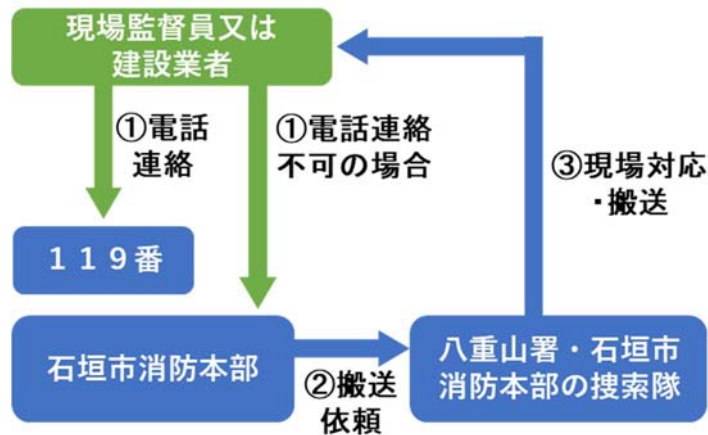 現場監督員又は
建設業者
①電話
連絡
①電話連絡
不可の場合
③現場対応
・搬送
１１９番
石垣市消防本部
②搬送
依頼
八重山署・石垣市
消防本部の捜索隊